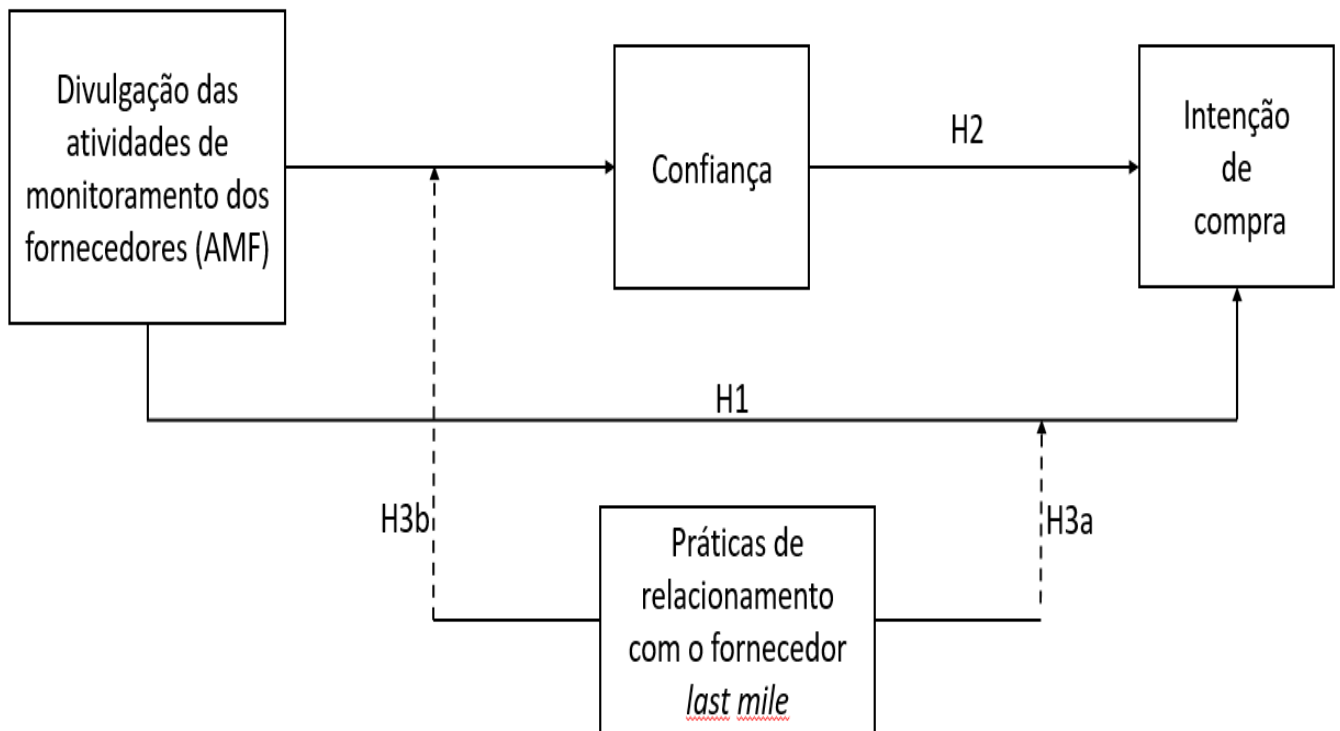 Divulgação das
atividades de
monitoramento dos
fornecedores (AMF)
Confiança
H2
Intenção
de
compra
H1
H3b
Práticas de
relacionamento
com o fornecedor
last mile
H3a